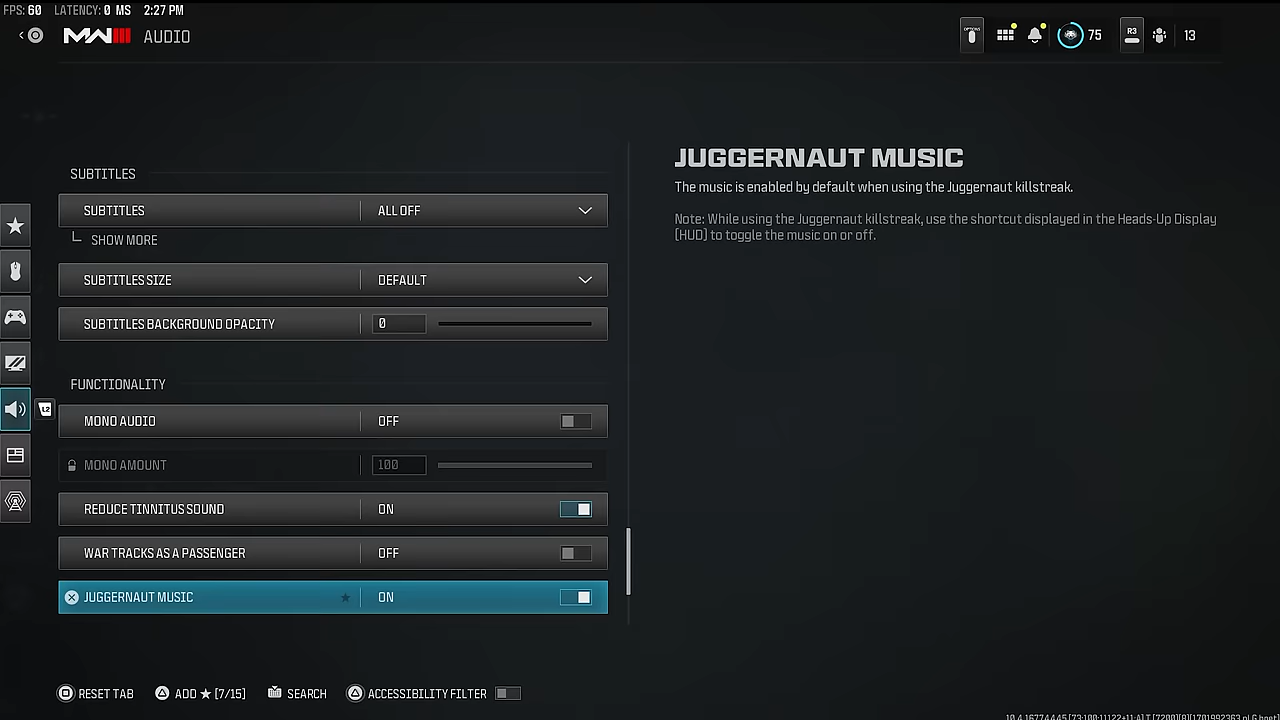 FPS: 60 LATENCY: 0 MS 2:27 PM
MWIII AUDIO
OPTIONS 75 R3 13
SUBTITLES
SUBTITLES ALL OFF
SHOW MORE
SUBTITLES SIZE DEFAULT
SUBTITLES BACKGROUND OPACITY 0
FUNCTIONALITY
L2
MONO AUDIO OFF
MONO AMOUNT 100
REDUCE TINNITUS SOUND ON
WAR TRACKS AS A PASSENGER OFF
JUGGERNAUT MUSIC ON
JUGGERNAUT MUSIC
The music is enabled by default when using the Juggernaut killstreak.
Note: While using the Juggernaut killstreak, use the shortcut displayed in the Heads-Up Display
(HUD) to toggle the music on or off.
RESET TAB ADD ★ [7/15] SEARCH ACCESSIBILITY FILTER